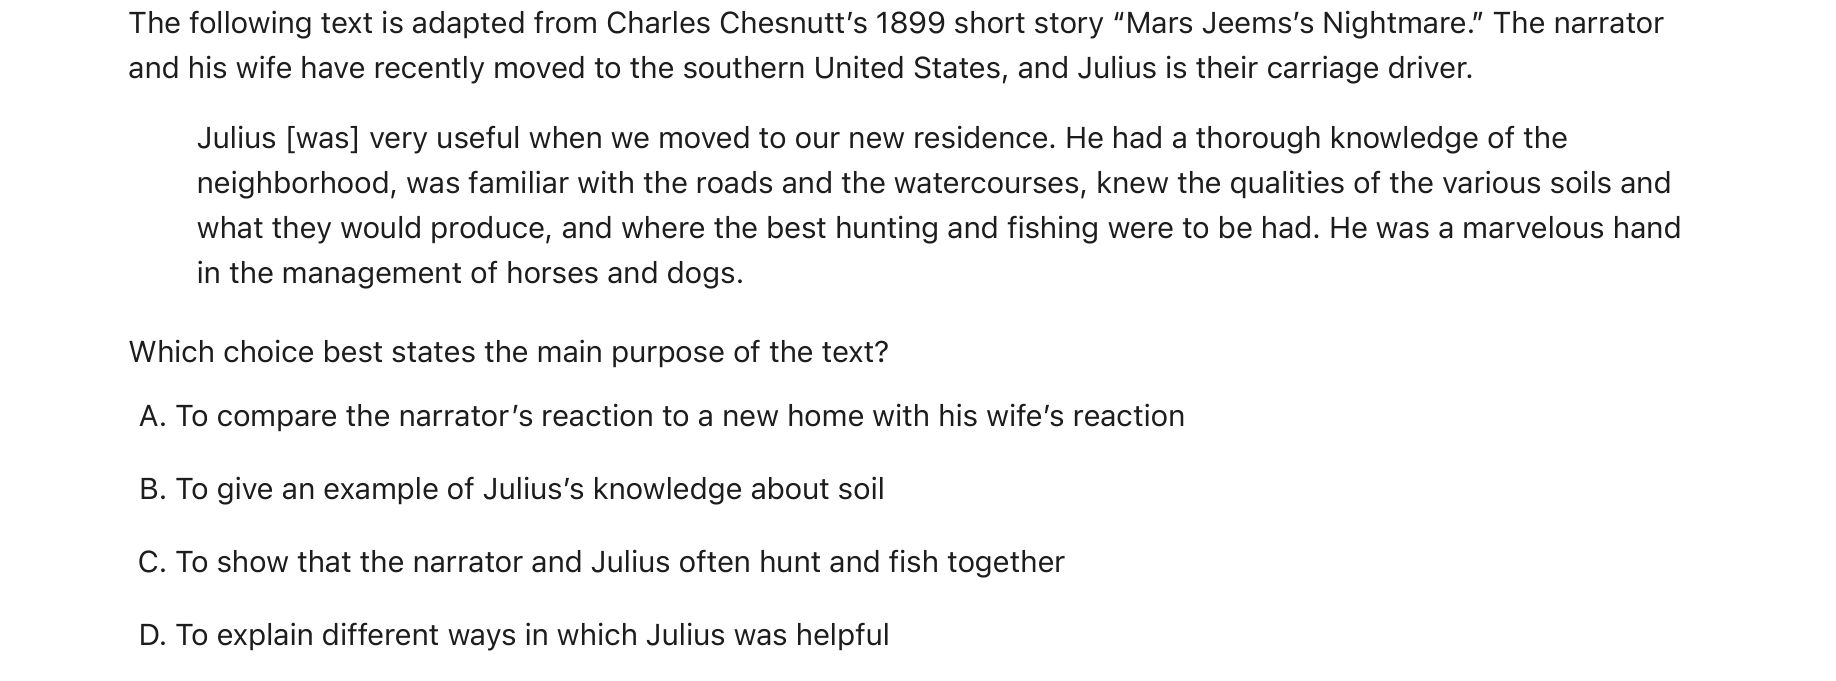 The following text is adapted from Charles Chesnutt’s 1899 short story “Mars Jeems’s Nightmare.” The narrator
and his wife have recently moved to the southern United States, and Julius is their carriage driver.
Julius [was] very useful when we moved to our new residence. He had a thorough knowledge of the
neighborhood, was familiar with the roads and the watercourses, knew the qualities of the various soils and
what they would produce, and where the best hunting and fishing were to be had. He was a marvelous hand
in the management of horses and dogs.
Which choice best states the main purpose of the text?
A. To compare the narrator’s reaction to a new home with his wife’s reaction
B. To give an example of Julius’s knowledge about soil
C. To show that the narrator and Julius often hunt and fish together
D. To explain different ways in which Julius was helpful